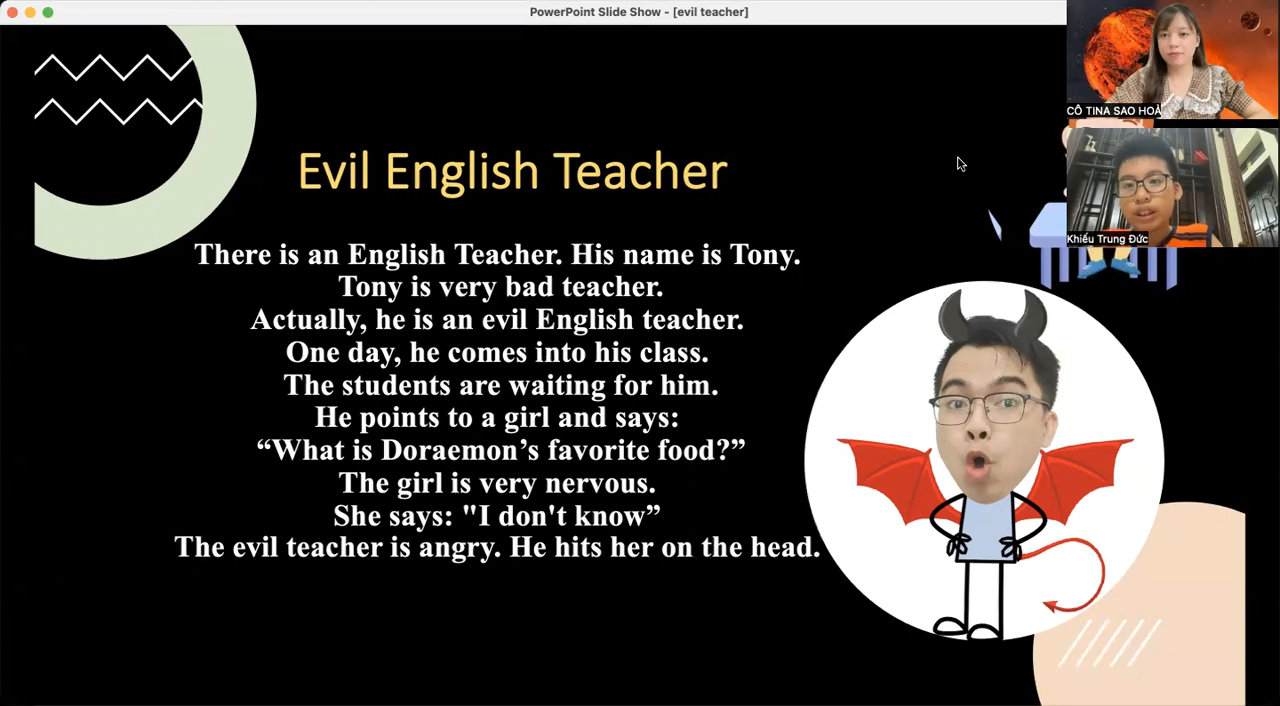 PowerPoint Slide Show - [evil teacher]
CÔ TINA SAO HOẢ
Khiếu Trung Đức
Evil English Teacher
There is an English Teacher. His name is Tony.
Tony is very bad teacher.
Actually, he is an evil English teacher.
One day, he comes into his class.
The students are waiting for him.
He points to a girl and says:
“What is Doraemon’s favorite food?”
The girl is very nervous.
She says: "I don't know”
The evil teacher is angry. He hits her on the head.